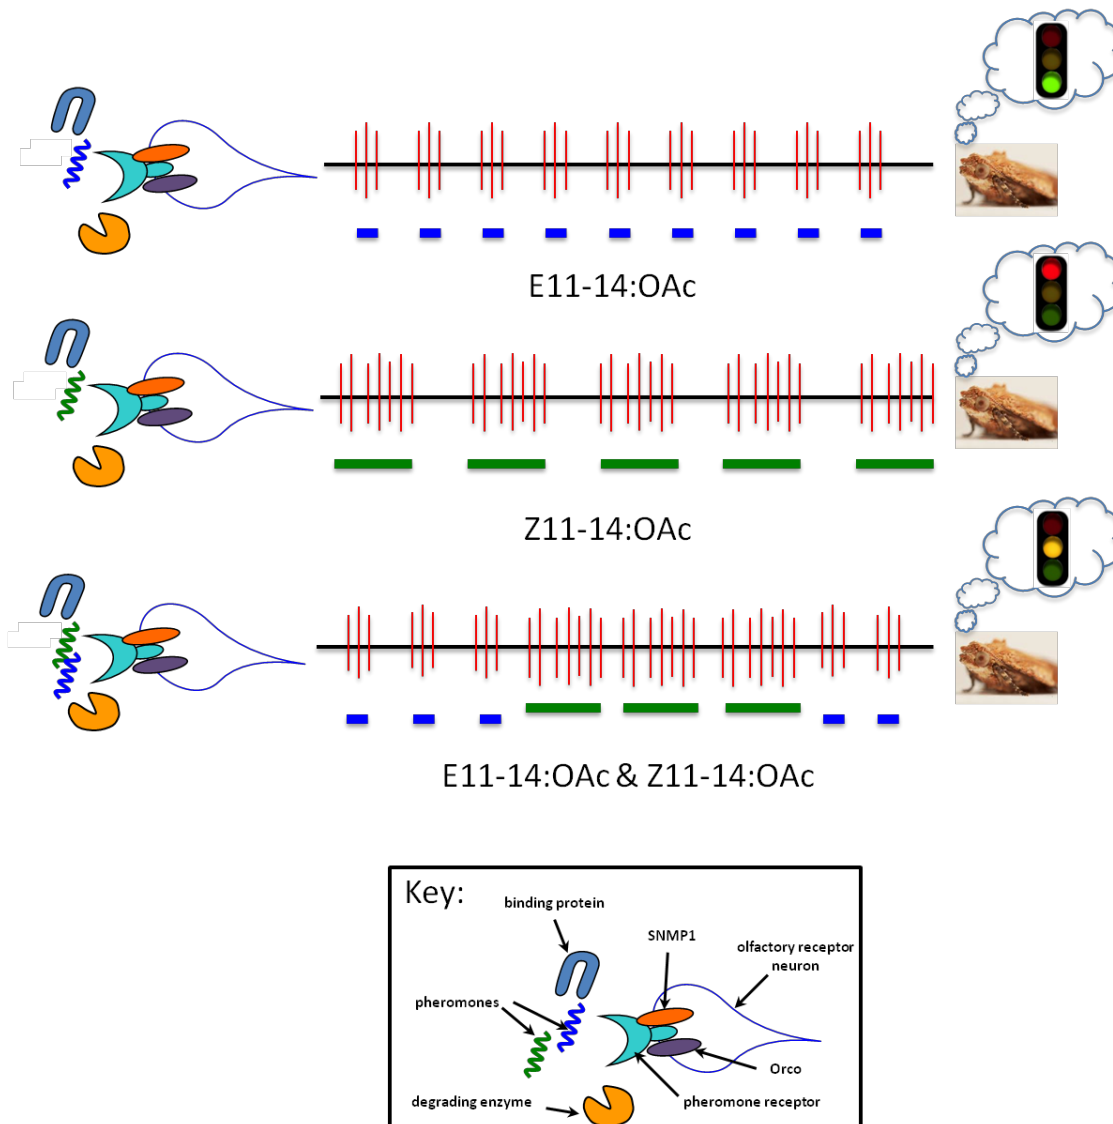 E11-14:OAc
Z11-14:OAc
E11-14:OAc & Z11-14:OAc
Key:
binding protein
SNMP1
olfactory receptor
neuron
pheromones
Orco
degrading enzyme
pheromone receptor